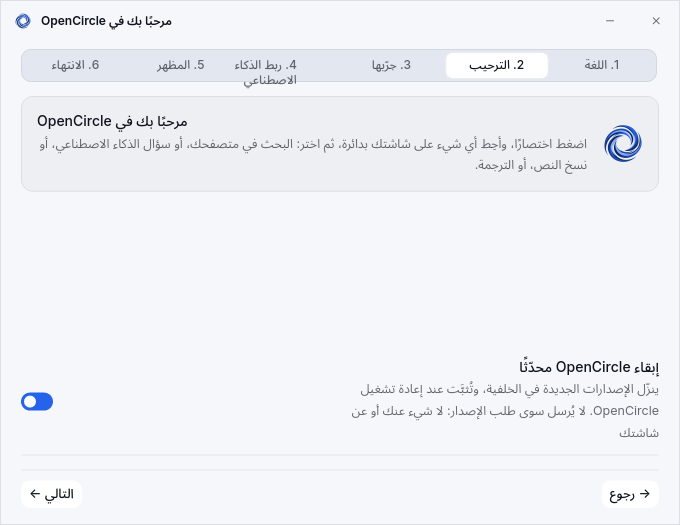 مرحبًا بك في OpenCircle
1. اللغة
2. الترحيب
3. جرّبها
4. ربط الذكاء
الاصطناعي
5. المظهر
6. الانتهاء
مرحبًا بك في OpenCircle
اضغط اختصارًا، وأحِط أي شيء على شاشتك بدائرة، ثم اختر: البحث في متصفحك، أو سؤال الذكاء الاصطناعي، أو
نسخ النص، أو الترجمة.
إبقاء OpenCircle محدّثًا
ينزّل الإصدارات الجديدة في الخلفية، وتُثبَّت عند إعادة تشغيل
OpenCircle. لا يُرسل سوى طلب الإصدار: لا شيء عنك أو عن
شاشتك
→ رجوع
التالي ←